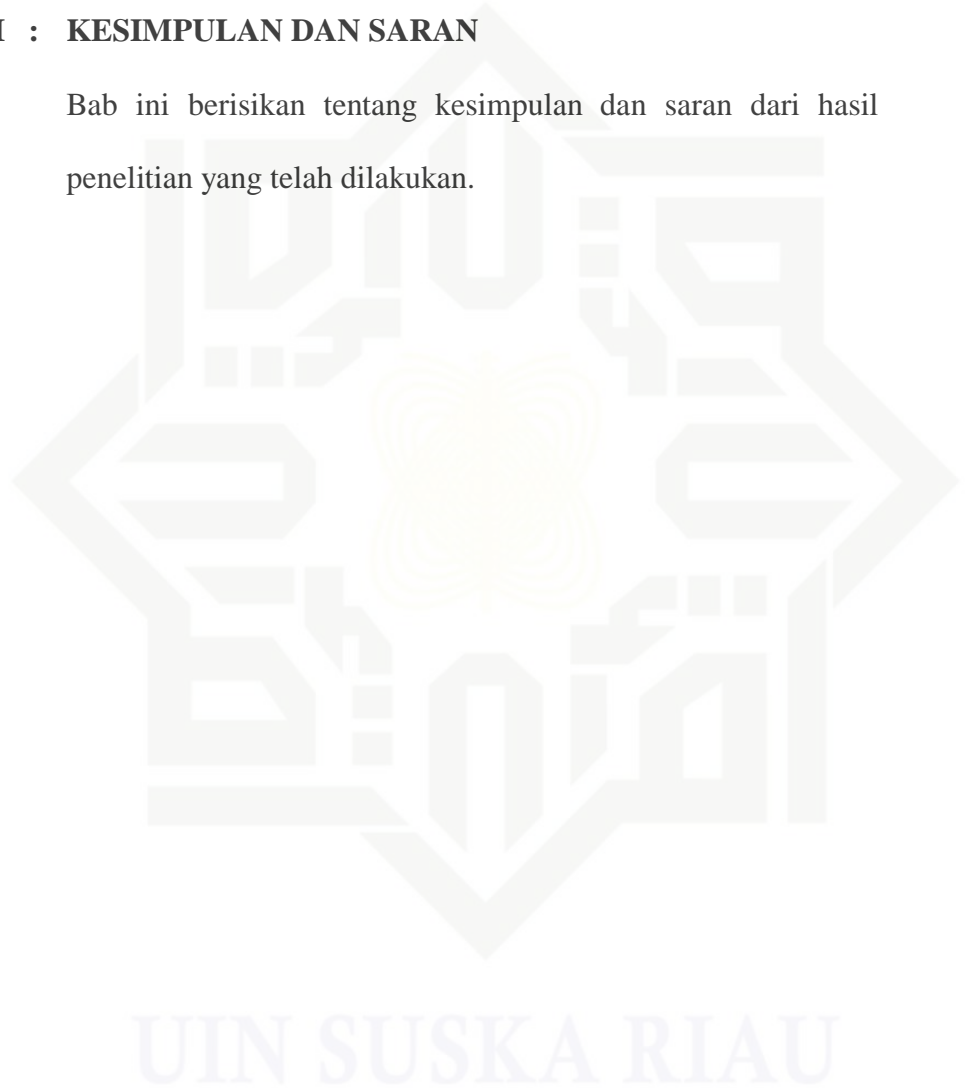 I : KESIMPULAN DAN SARAN
Bab ini berisikan tentang kesimpulan dan saran dari hasil
penelitian yang telah dilakukan.
UIN SUSKA RIAU